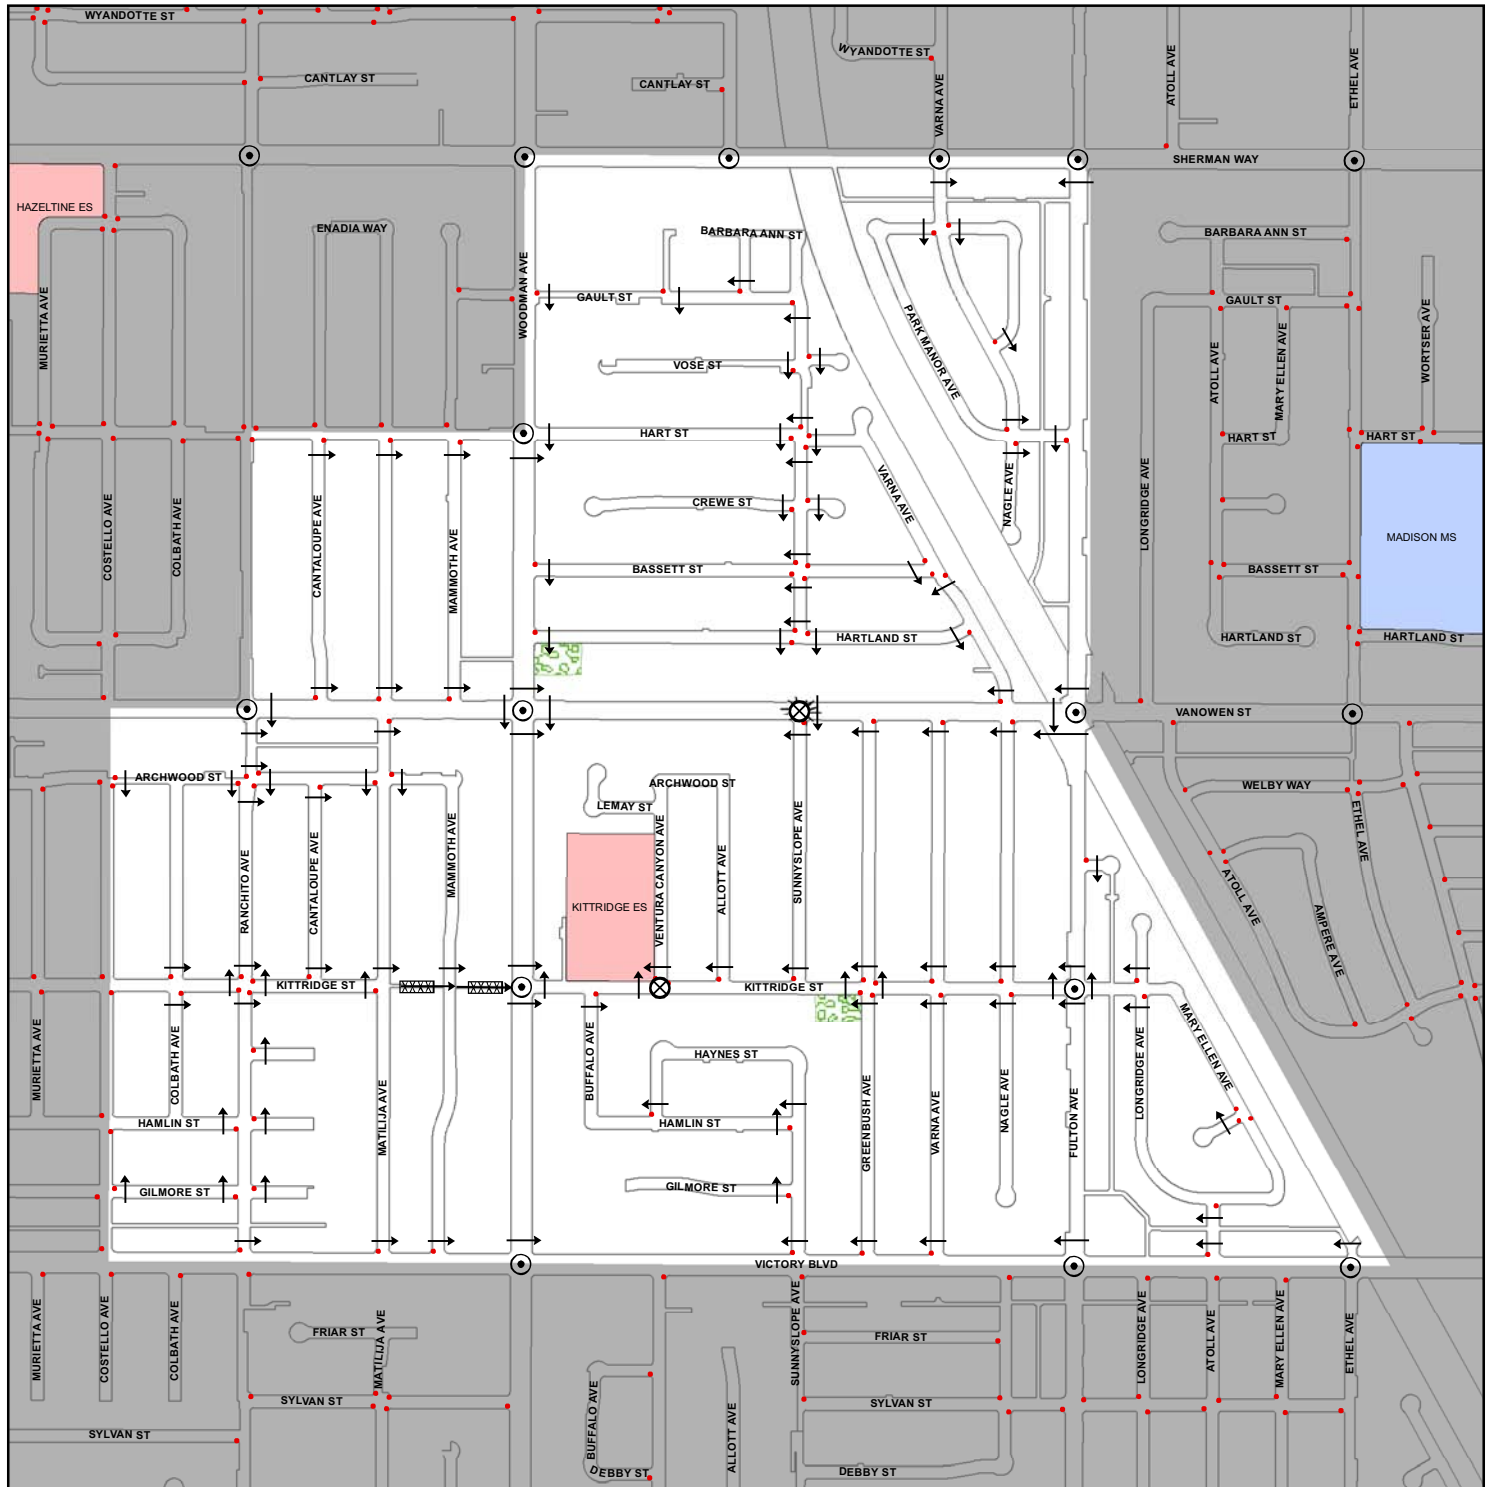 WYANDOTTE ST
WYANDOTTE ST
CANTLAY ST
CANTLAY ST
VARNA AVE
ATOLL AVE
ETHEL AVE
SHERMAN WAY
HAZELTINE ES
ENADIA WAY
BARBARA ANN ST
BARBARA ANN ST
WOODMAN AVE
GAULT ST
GAULT ST
MURIETTA AVE
PARK MANOR AVE
ATOLL AVE
MARY ELLEN AVE
WORTSER AVE
VOSE ST
HART ST
HART ST
HART ST
COSTELLO AVE
COLBATH AVE
CANTALOUPE AVE
MAMMOTH AVE
CREWE ST
VARNA AVE
NAGLE AVE
LONGRIDGE AVE
MADISON MS
BASSETT ST
BASSETT ST
HARTLAND ST
HARTLAND ST
HARTLAND ST
VANOWEN ST
ARCHWOOD ST
ARCHWOOD ST
LEMAY ST
WELBY WAY
ETHEL AVE
RANCHITO AVE
CANTALOUPE AVE
MAMMOTH AVE
KITTRIDGE ES
VENTURA CANYON AVE
ALLOTT AVE
SUNNYSLOPE AVE
ATOLL AVE
AMPERE AVE
KITTRIDGE ST
KITTRIDGE ST
MURIETTA AVE
COLBATH AVE
MATILIJA AVE
BUFFALO AVE
HAYNES ST
GREENBUSH AVE
VARNA AVE
NAGLE AVE
FULTON AVE
LONGRIDGE AVE
MARY ELLEN AVE
HAMLIN ST
HAMLIN ST
GILMORE ST
GILMORE ST
VICTORY BLVD
MURIETTA AVE
COSTELLO AVE
COLBATH AVE
FRIAR ST
MATILIJA AVE
SUNNYSLOPE AVE
FRIAR ST
LONGRIDGE AVE
ATOLL AVE
MARY ELLEN AVE
ETHEL AVE
SYLVAN ST
SYLVAN ST
SYLVAN ST
BUFFALO AVE
ALLOTT AVE
DEBBY ST
DEBBY ST